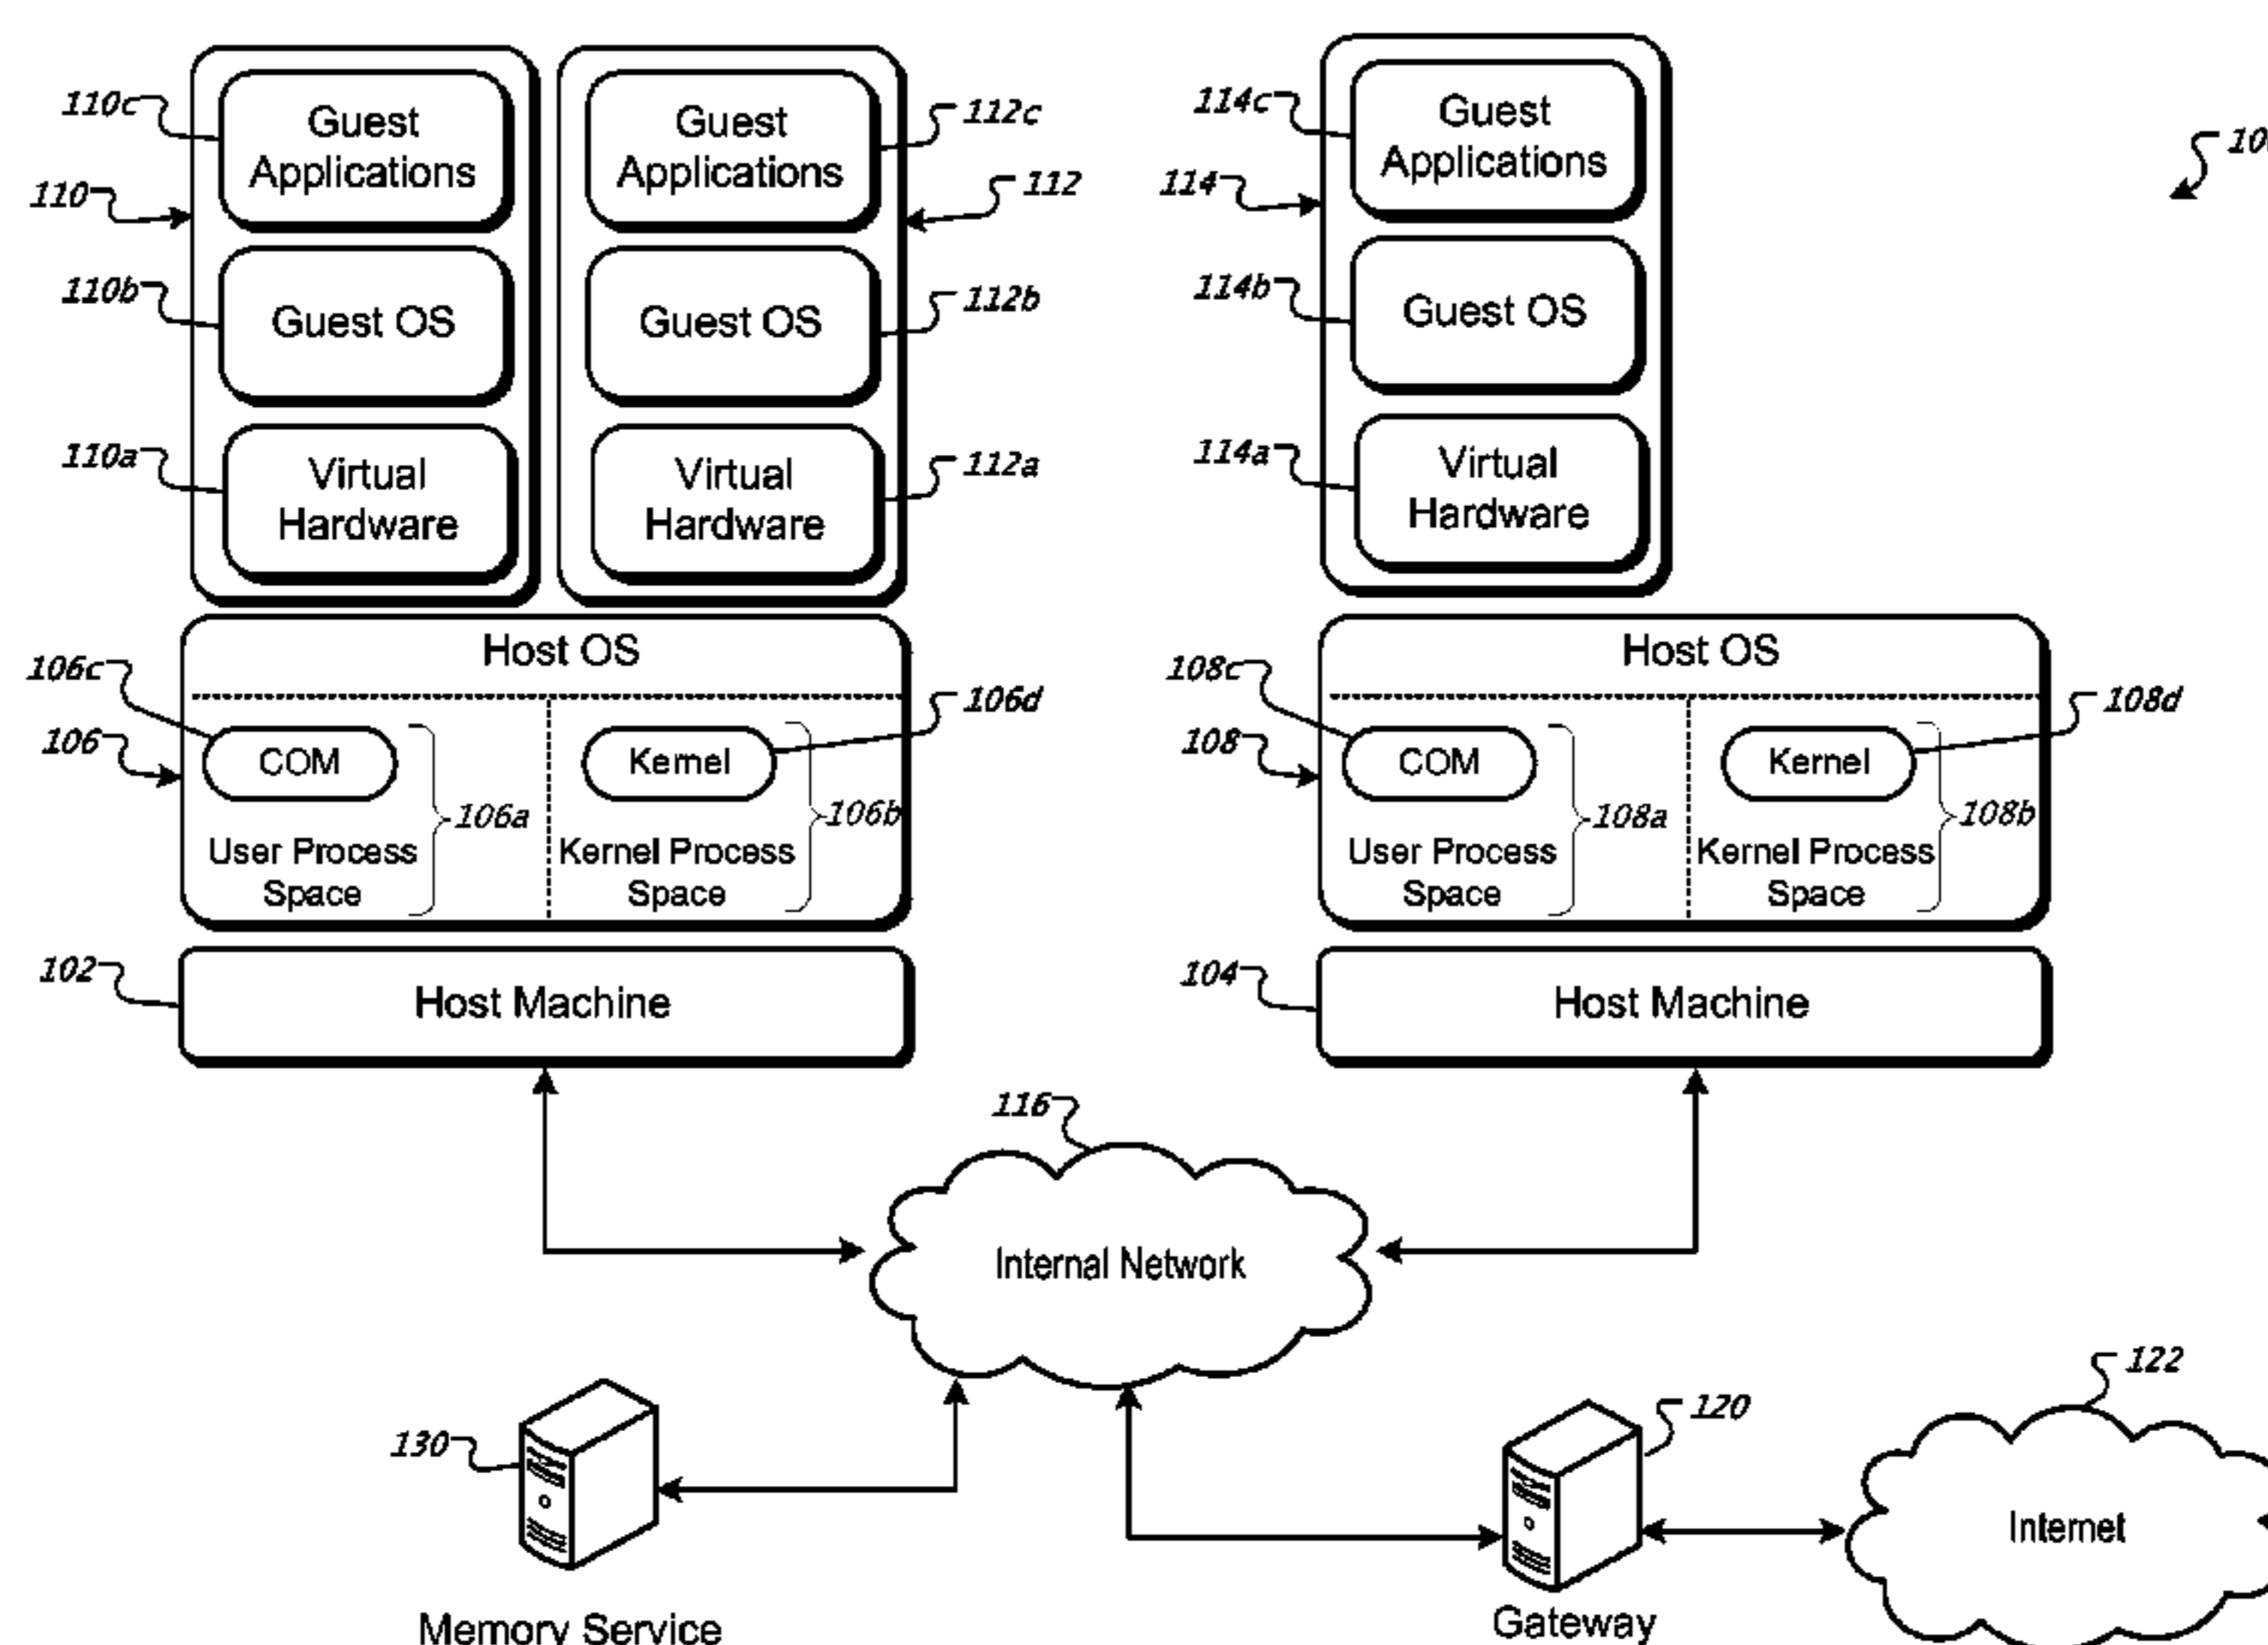 110c
Guest
Applications
110
110b
Guest OS
110a
Virtual
Hardware
Guest
Applications
112c
112
Guest OS
112b
Virtual
Hardware
112a
114c
Guest
Applications
114
114b
Guest OS
114a
Virtual
Hardware
Host OS
106c
106d
106
COM
Kernel
106a
106b
User Process
Space
Kernel Process
Space
102
Host Machine
Host OS
108c
108d
108
COM
Kernel
108a
108b
User Process
Space
Kernel Process
Space
104
Host Machine
116
Internal Network
130
Memory Service
120
Gateway
122
Internet